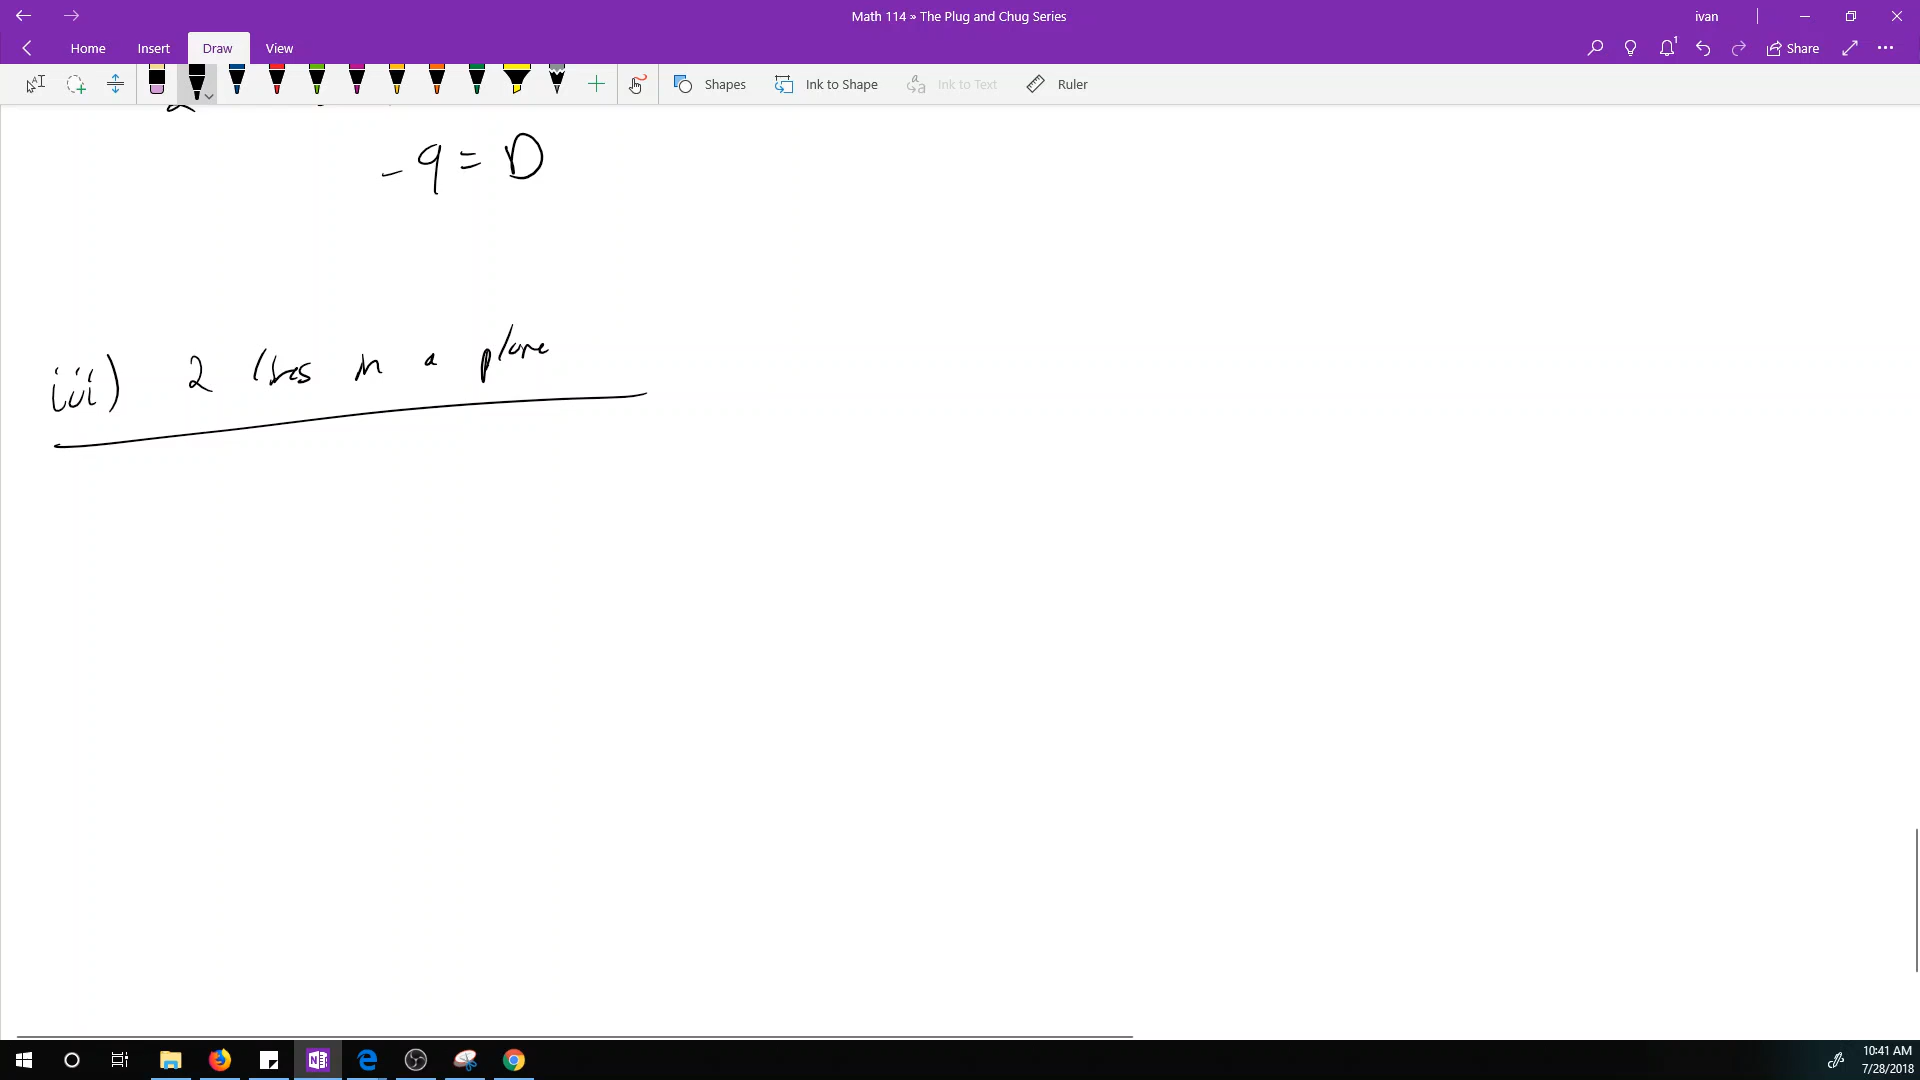 Math 114 » The Plug and Chug Series
ivan
Home Insert Draw View
1
Share
Shapes
Ink to Shape
Ink to Text
Ruler
-9 = D
iii) 2 lines in a plane
10:41 AM
7/28/2018